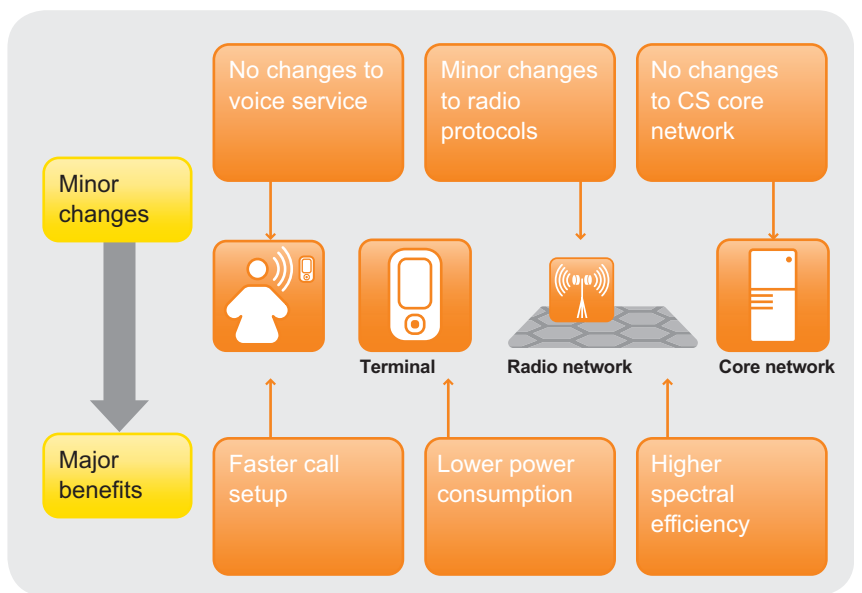 No changes to
voice service
Minor changes
to radio
protocols
No changes
to CS core
network
Minor
changes
Terminal
Radio network
Core network
Major
benefits
Faster call
setup
Lower power
consumption
Higher
spectral
efficiency